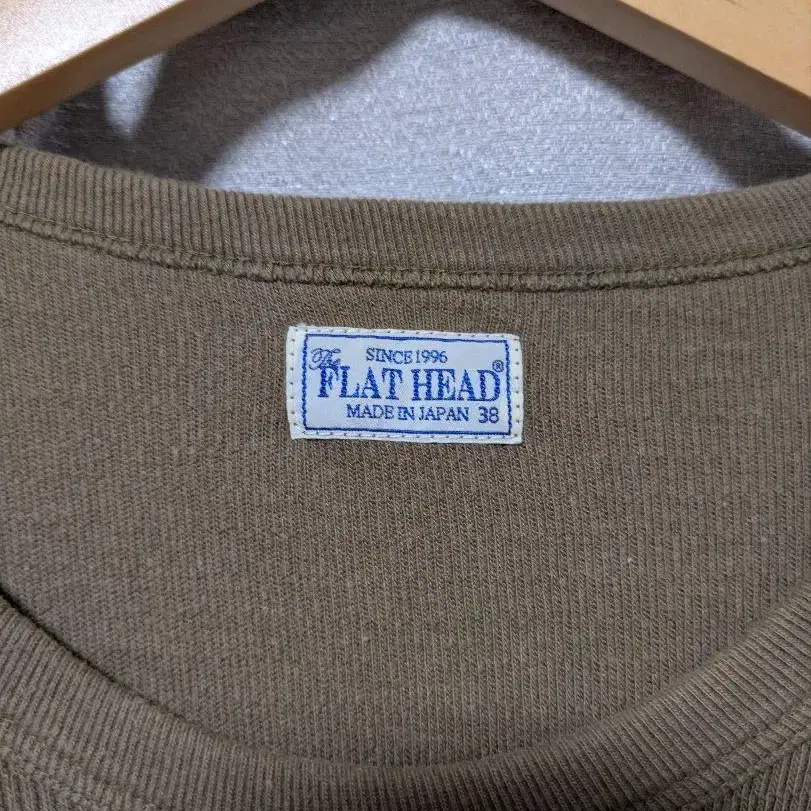 SINCE 1996
The
FLAT HEAD®
MADE IN JAPAN 38